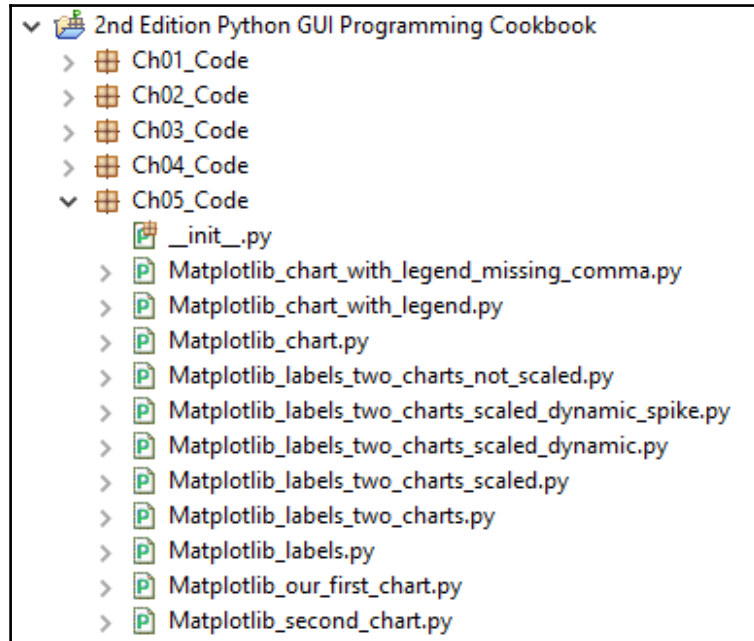 2nd Edition Python GUI Programming Cookbook
Ch01_Code
Ch02_Code
Ch03_Code
Ch04_Code
Ch05_Code
__init__.py
Matplotlib_chart_with_legend_missing_comma.py
Matplotlib_chart_with_legend.py
Matplotlib_chart.py
Matplotlib_labels_two_charts_not_scaled.py
Matplotlib_labels_two_charts_scaled_dynamic_spike.py
Matplotlib_labels_two_charts_scaled_dynamic.py
Matplotlib_labels_two_charts_scaled.py
Matplotlib_labels_two_charts.py
Matplotlib_labels.py
Matplotlib_our_first_chart.py
Matplotlib_second_chart.py